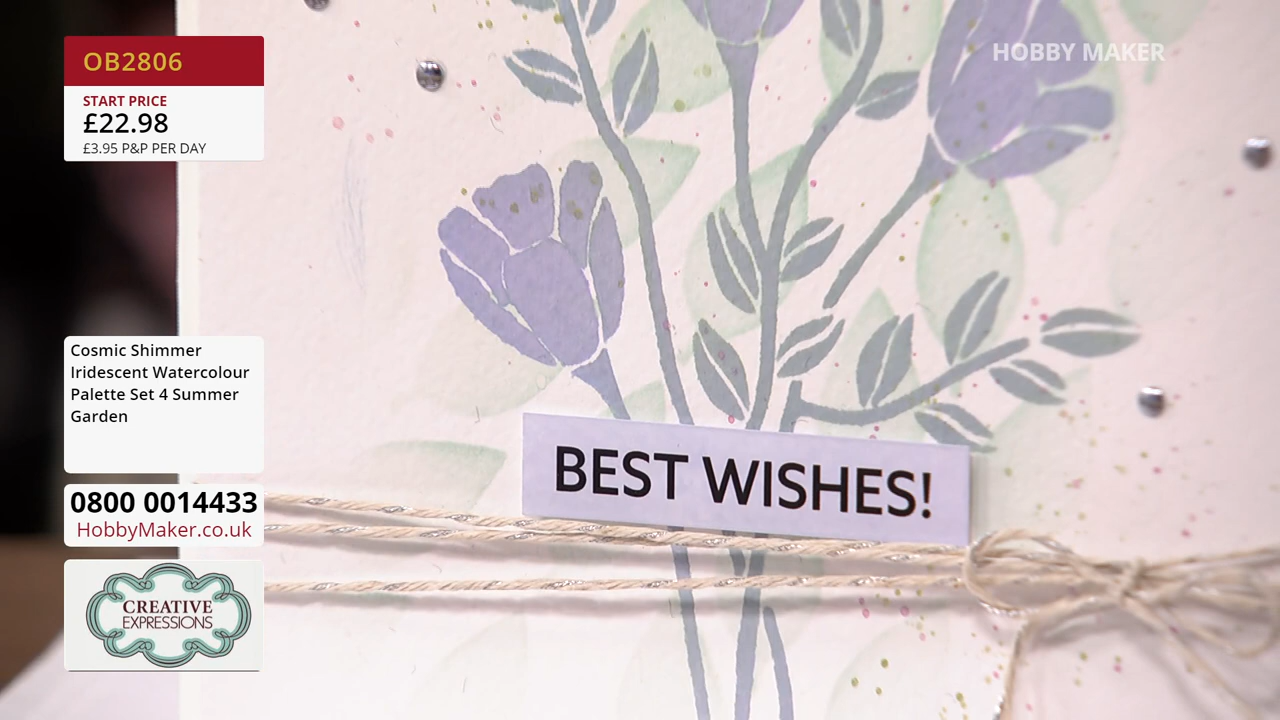 OB2806
START PRICE
£22.98
£3.95 P&P PER DAY
HOBBY MAKER
Cosmic Shimmer
Iridescent Watercolour
Palette Set 4 Summer
Garden
0800 0014433
HobbyMaker.co.uk
CREATIVE
EXPRESSIONS
BEST WISHES!